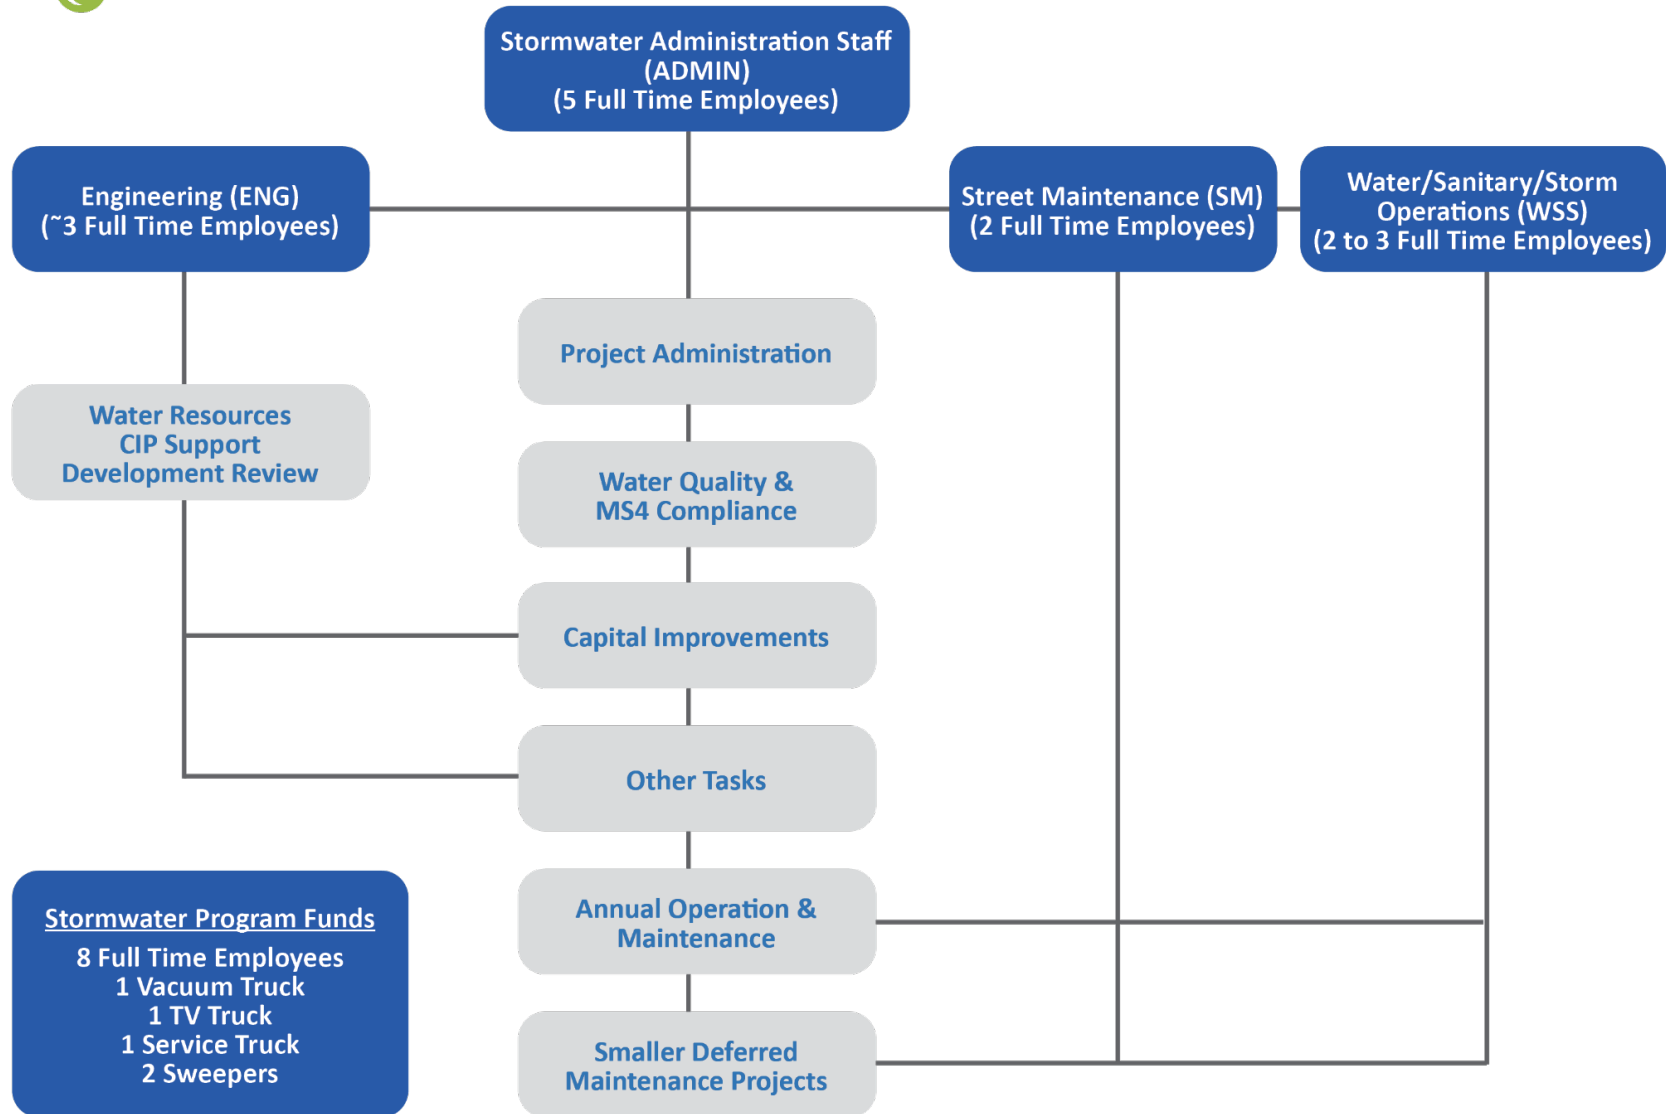 Stormwater Administration Staff
(ADMIN)
(5 Full Time Employees)
Engineering (ENG)
(~3 Full Time Employees)
Street Maintenance (SM)
(2 Full Time Employees)
Water/Sanitary/Storm
Operations (WSS)
(2 to 3 Full Time Employees)
Project Administration
Water Resources
CIP Support
Development Review
Water Quality &
MS4 Compliance
Capital Improvements
Other Tasks
Annual Operation &
Maintenance
Smaller Deferred
Maintenance Projects
Stormwater Program Funds
8 Full Time Employees
1 Vacuum Truck
1 TV Truck
1 Service Truck
2 Sweepers